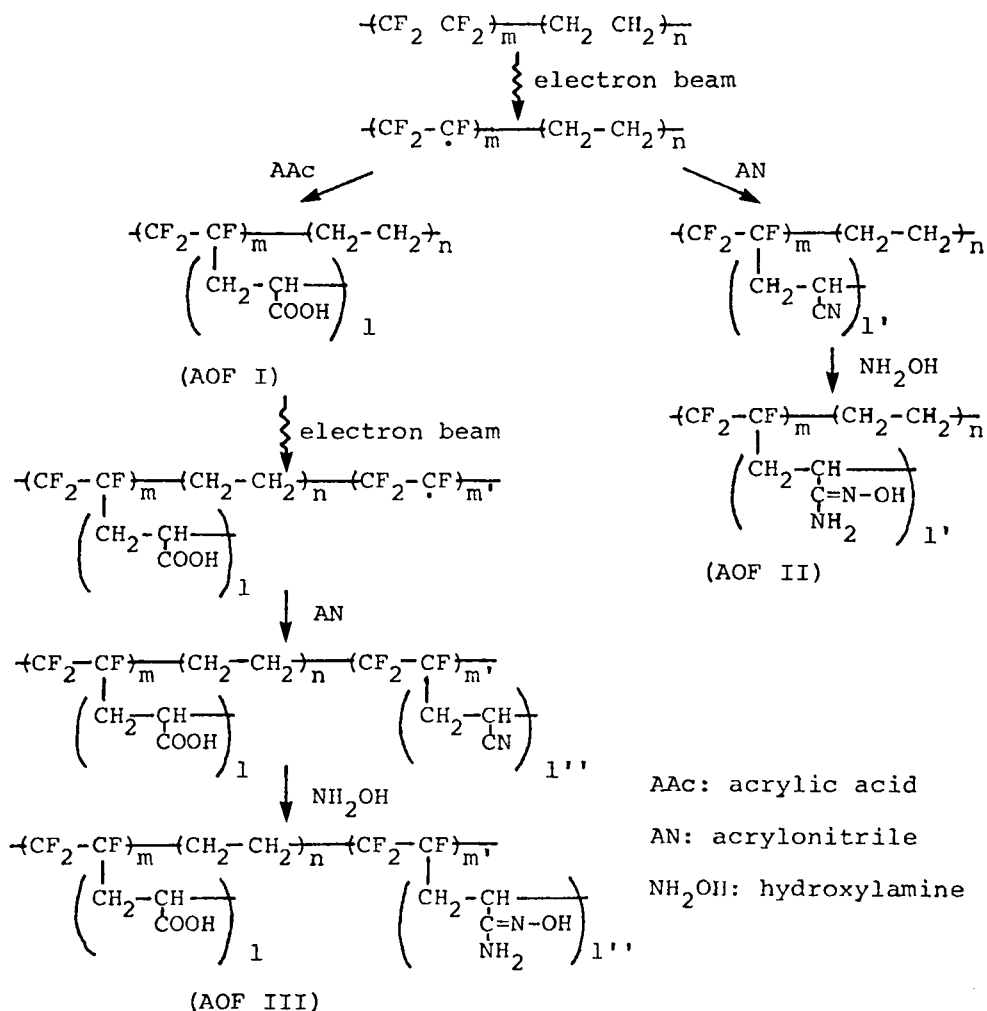 -(CF2 CF2)m-(CH2 CH2)n-
electron beam
-(CF2-CF)m-(CH2-CH2)n-
AAc
AN
-(CF2-CF)m-(CH2-CH2)n-
(CH2-CH-)l
COOH
(AOF I)
-(CF2-CF)m-(CH2-CH2)n-
(CH2-CH-)l'
CN
NH2OH
-(CF2-CF)m-(CH2-CH2)n-
(CH2-CH-)l'
C=N-OH
NH2
(AOF II)
electron beam
-(CF2-CF)m-(CH2-CH2)n-(CF2-CF)m'-
(CH2-CH-)l
COOH
AN
-(CF2-CF)m-(CH2-CH2)n-(CF2-CF)m'-
(CH2-CH-)l (CH2-CH-)l''
COOH CN
NH2OH
-(CF2-CF)m-(CH2-CH2)n-(CF2-CF)m'-
(CH2-CH-)l (CH2-CH-)l''
COOH C=N-OH
NH2
(AOF III)
AAc: acrylic acid
AN: acrylonitrile
NH2OH: hydroxylamine